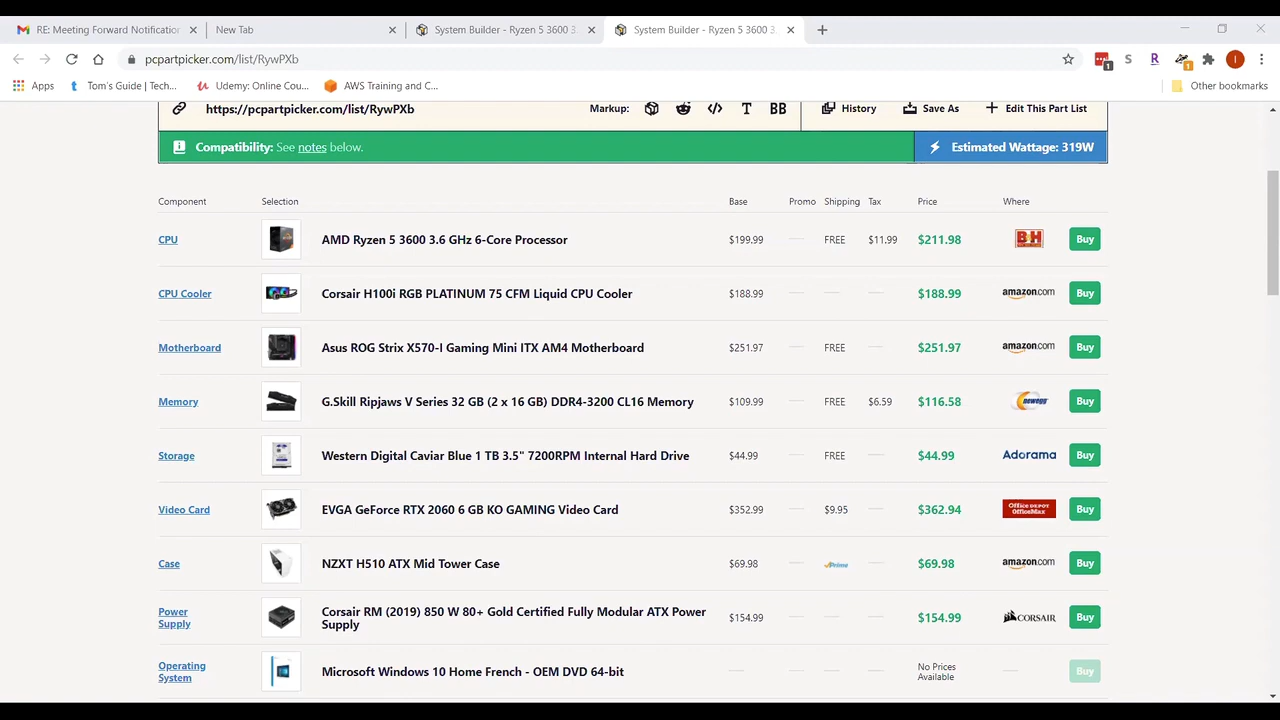 RE: Meeting Forward Notification
New Tab
System Builder - Ryzen 5 3600 3.
System Builder - Ryzen 5 3600 3.
pcpartpicker.com/list/RywPXb
1
S
R
1
I
Apps
Tom's Guide | Tech...
Udemy: Online Cou...
AWS Training and C...
Other bookmarks
https://pcpartpicker.com/list/RywPXb
Markup:
</>
T
BB
History
Save As
Edit This Part List
Compatibility: See notes below.
Estimated Wattage: 319W
Component Selection Base Promo Shipping Tax Price Where
CPU AMD Ryzen 5 3600 3.6 GHz 6-Core Processor $199.99 FREE $11.99 $211.98 B&H Buy
CPU Cooler Corsair H100i RGB PLATINUM 75 CFM Liquid CPU Cooler $188.99 $188.99 amazon.com Buy
Motherboard Asus ROG Strix X570-I Gaming Mini ITX AM4 Motherboard $251.97 FREE $251.97 amazon.com Buy
Memory G.Skill Ripjaws V Series 32 GB (2 x 16 GB) DDR4-3200 CL16 Memory $109.99 FREE $6.59 $116.58 newegg Buy
Storage Western Digital Caviar Blue 1 TB 3.5" 7200RPM Internal Hard Drive $44.99 FREE $44.99 Adorama Buy
Video Card EVGA GeForce RTX 2060 6 GB KO GAMING Video Card $352.99 $9.95 $362.94 Office DEPOT OfficeMax Buy
Case NZXT H510 ATX Mid Tower Case $69.98 Prime $69.98 amazon.com Buy
Power Supply Corsair RM (2019) 850 W 80+ Gold Certified Fully Modular ATX Power Supply $154.99 $154.99 CORSAIR Buy
Operating System Microsoft Windows 10 Home French - OEM DVD 64-bit No Prices Available Buy